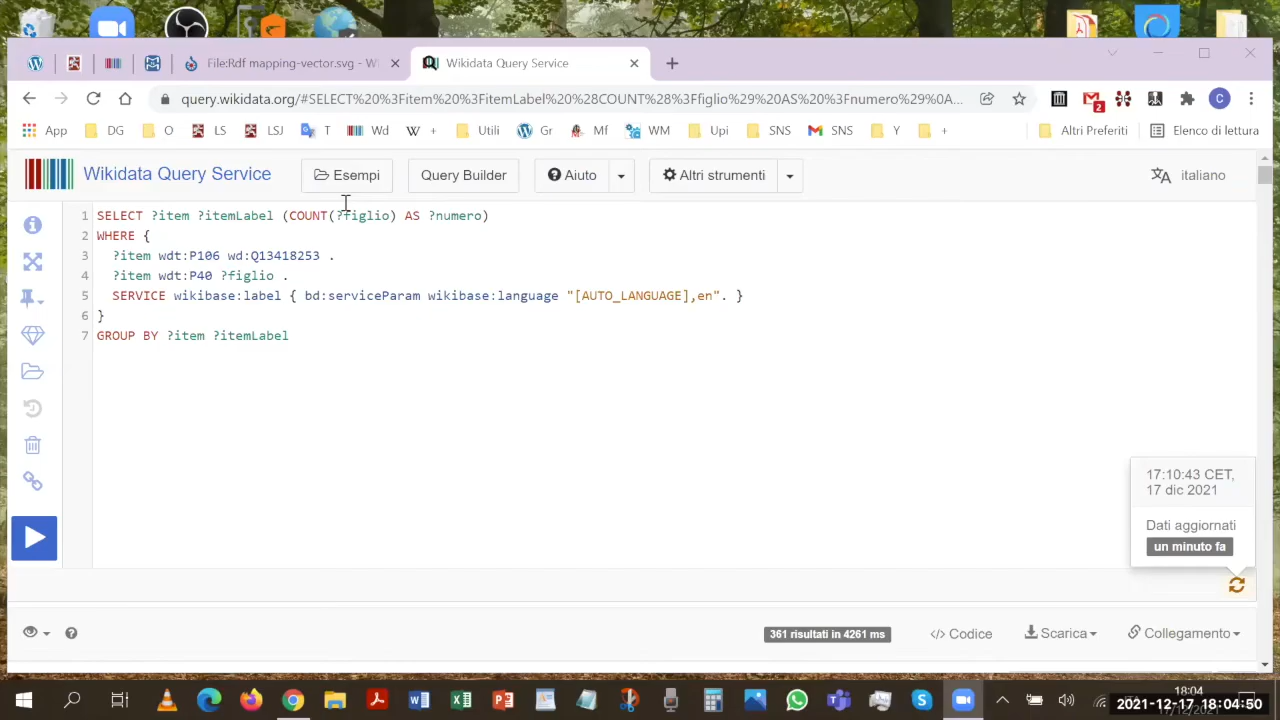 File:Rdf mapping-vector.svg - W
Wikidata Query Service
query.wikidata.org/#SELECT%20%3Fitem%20%3FitemLabel%20%28COUNT%28%3Ffiglio%29%20AS%20%3Fnumero%29%0A...
2
C
App
DG
O
LS
LSJ
T
Wd
+
Utili
Gr
Mf
WM
Upi
SNS
SNS
Y
+
Altri Preferiti
Elenco di lettura
Wikidata Query Service
Esempi
Query Builder
Aiuto
Altri strumenti
italiano
1 SELECT ?item ?itemLabel (COUNT(?figlio) AS ?numero)
2 WHERE {
3 ?item wdt:P106 wd:Q13418253 .
4 ?item wdt:P40 ?figlio .
5 SERVICE wikibase:label { bd:serviceParam wikibase:language "[AUTO_LANGUAGE],en". }
6 }
7 GROUP BY ?item ?itemLabel
17:10:43 CET,
17 dic 2021
Dati aggiornati
un minuto fa
361 risultati in 4261 ms
</> Codice
Scarica
Collegamento
18:04
2021-12-17 18:04:50